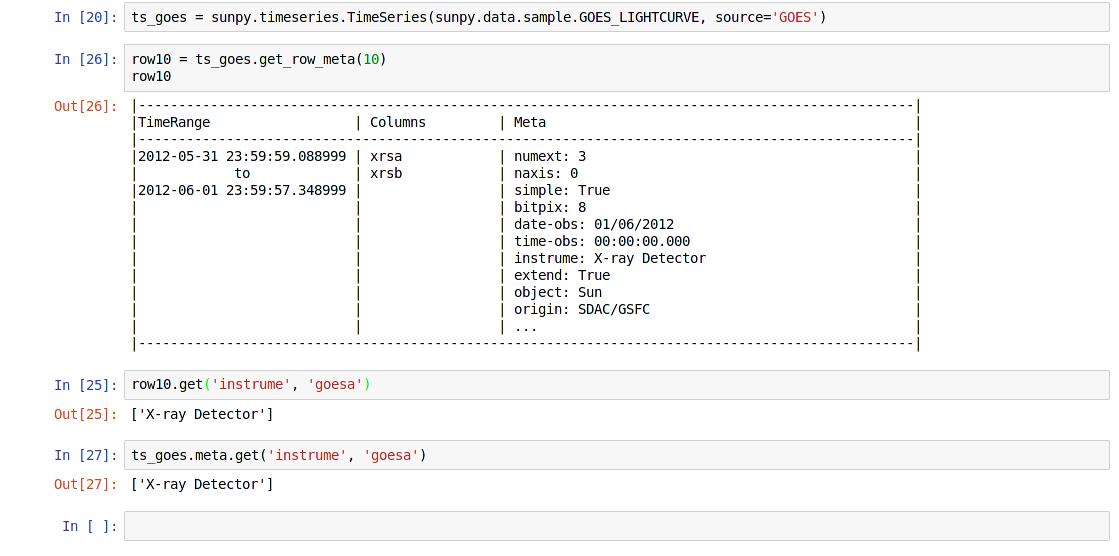 In [20]: ts_goes = sunpy.timeseries.TimeSeries(sunpy.data.sample.GOES_LIGHTCURVE, source='GOES')
In [26]: row10 = ts_goes.get_row_meta(10)
row10
Out[26]: |-------------------------------------------------------------------------------------------------|
|TimeRange                  | Columns         | Meta                                              |
|-------------------------------------------------------------------------------------------------|
|2012-05-31 23:59:59.088999 | xrsa            | numext: 3                                         |
|            to             | xrsb            | naxis: 0                                          |
|2012-06-01 23:59:57.348999 |                 | simple: True                                      |
|                           |                 | bitpix: 8                                         |
|                           |                 | date-obs: 01/06/2012                              |
|                           |                 | time-obs: 00:00:00.000                            |
|                           |                 | instrume: X-ray Detector                          |
|                           |                 | extend: True                                      |
|                           |                 | object: Sun                                       |
|                           |                 | origin: SDAC/GSFC                                 |
|                           |                 | ...                                               |
|-------------------------------------------------------------------------------------------------|
In [25]: row10.get('instrume', 'goesa')
Out[25]: ['X-ray Detector']
In [27]: ts_goes.meta.get('instrume', 'goesa')
Out[27]: ['X-ray Detector']
In [ ]: